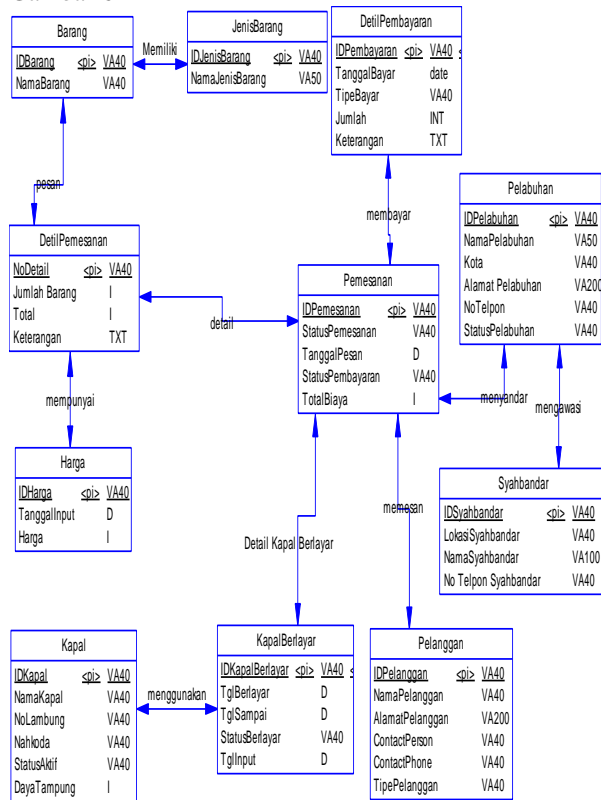 Barang
IDBarang <pi> VA40
NamaBarang VA40
Memiliki
JenisBarang
IDJenisBarang <pi> VA40
NamaJenisBarang VA50
DetilPembayaran
IDPembayaran <pi> VA40 <
TanggalBayar date
TipeBayar VA40
Jumlah INT
Keterangan TXT
pesan
membayar
Pelabuhan
IDPelabuhan <pi> VA40
NamaPelabuhan VA50
Kota VA40
Alamat Pelabuhan VA200
NoTelpon VA40
StatusPelabuhan VA40
DetilPemesanan
NoDetail <pi> VA40
Jumlah Barang I
Total I
Keterangan TXT
detail
Pemesanan
IDPemesanan <pi> VA40
StatusPemesanan VA40
TanggalPesan D
StatusPembayaran VA40
TotalBiaya I
menyandar
mengawasi
mempunyai
Harga
IDHarga <pi> VA40
TanggalInput D
Harga I
Syahbandar
IDSyahbandar <pi> VA40
LokasiSyahbandar VA40
NamaSyahbandar VA100
No Telpon Syahbandar VA40
memesan
Detail Kapal Berlayar
Kapal
IDKapal <pi> VA40
NamaKapal VA40
NoLambung VA40
Nahkoda VA40
StatusAktif VA40
DayaTampung I
menggunakan
KapalBerlayar
IDKapalBerlayar <pi> VA40 <
TglBerlayar D
TglSampai D
StatusBerlayar VA40
TglInput D
Pelanggan
IDPelanggan <pi> VA40
NamaPelanggan VA40
AlamatPelanggan VA200
ContactPerson VA40
ContactPhone VA40
TipePelanggan VA40